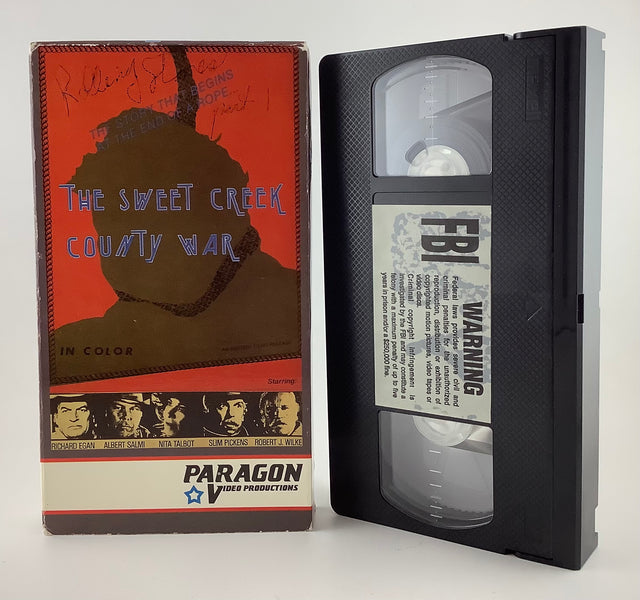 Part 1
THE STORY THAT BEGINS
AT THE END OF A ROPE...
THE SWEET CREEK
COUNTY WAR
IN COLOR
Starring:
RICHARD EGAN
ALBERT SALMI
NITA TALBOT
SLIM PICKENS
ROBERT J. WILKE
PARAGON
VIDEO PRODUCTIONS
FBI
WARNING
Federal laws provides severe civil and
criminal penalties for the unauthorized
reproduction, distribution or exhibition of
copyrighted motion pictures, video tapes or
video discs.
Criminal copyright infringement is
investigated by the FBI and may constitute a
felony with a maximum penalty of up to five
years in prison and/or a $250,000 fine.